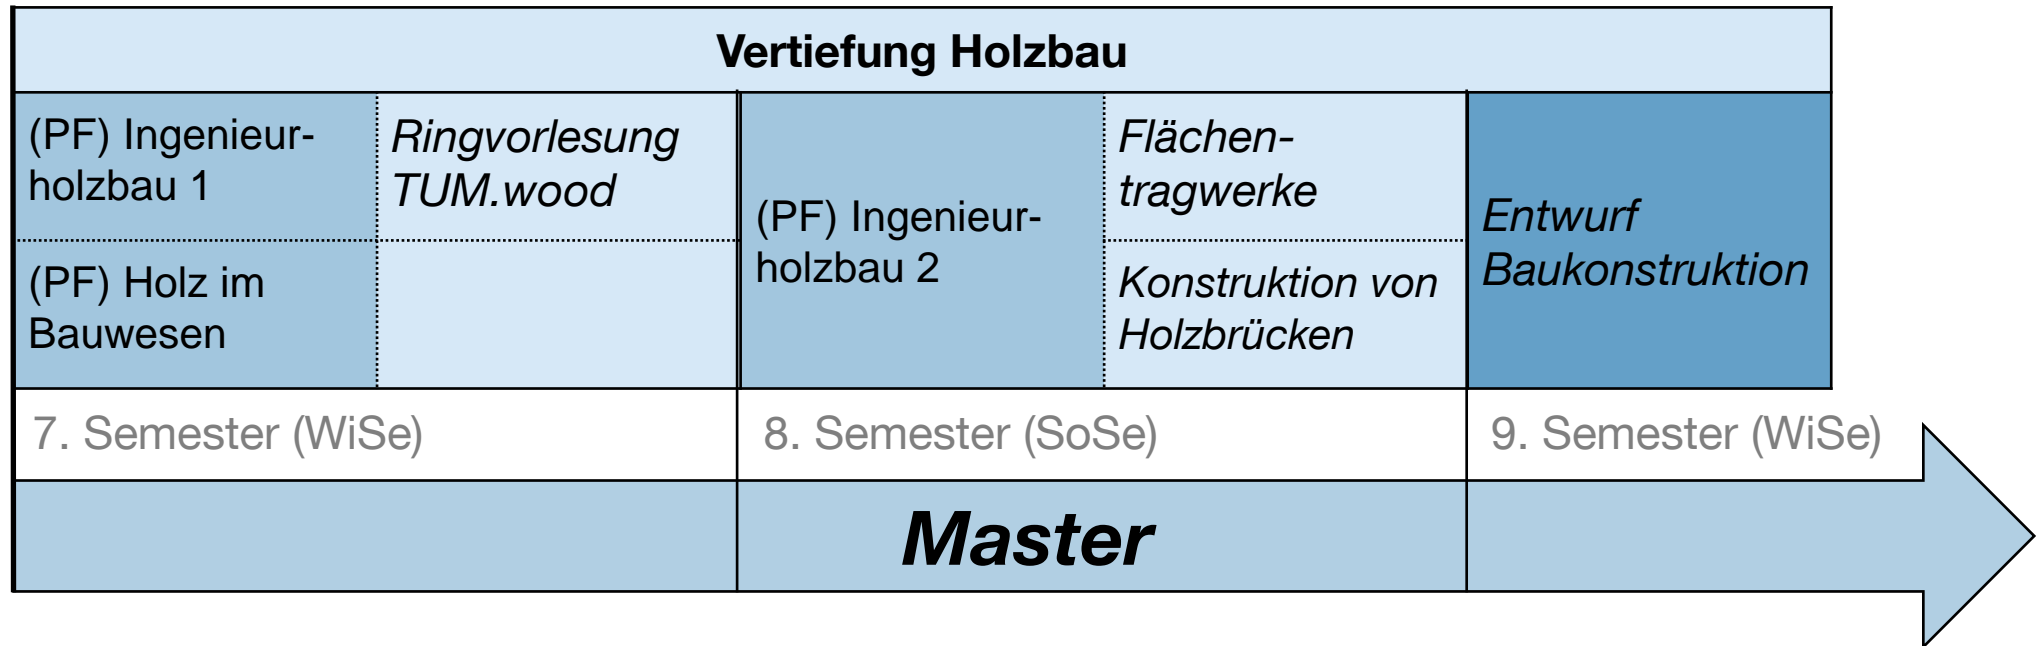 Vertiefung Holzbau
(PF) Ingenieur-
holzbau 1
Ringvorlesung
TUM.wood
(PF) Holz im
Bauwesen
(PF) Ingenieur-
holzbau 2
Flächen-
tragwerke
Konstruktion von
Holzbrücken
Entwurf
Baukonstruktion
7. Semester (WiSe)
8. Semester (SoSe)
9. Semester (WiSe)
Master